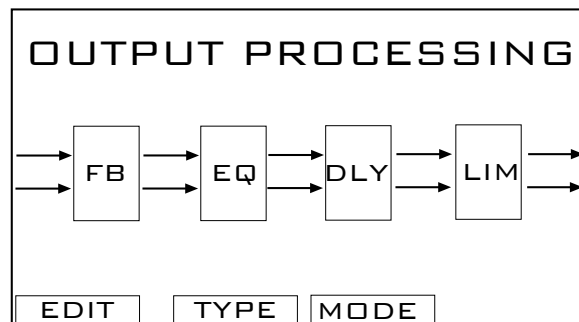 OUTPUT PROCESSING
FB EQ DLY LIM
EDIT TYPE MODE